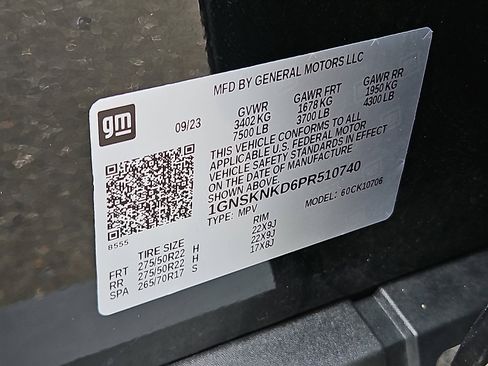 MFD BY GENERAL MOTORS LLC
gm
09/23
GVWR GAWR FRT GAWR RR
3402 KG 1678 KG 1950 KG
7500 LB 3700 LB 4300 LB
THIS VEHICLE CONFORMS TO ALL
APPLICABLE U.S. FEDERAL MOTOR
VEHICLE SAFETY STANDARDS IN EFFECT
ON THE DATE OF MANUFACTURE
SHOWN ABOVE.
1GNSKNKD6PR510740
TYPE: MPV MODEL: 60CK10706
8555
TIRE SIZE RIM
FRT 275/50R22 H 22X9J
RR 275/50R22 H 22X9J
SPA 265/70R17 S 17X8J